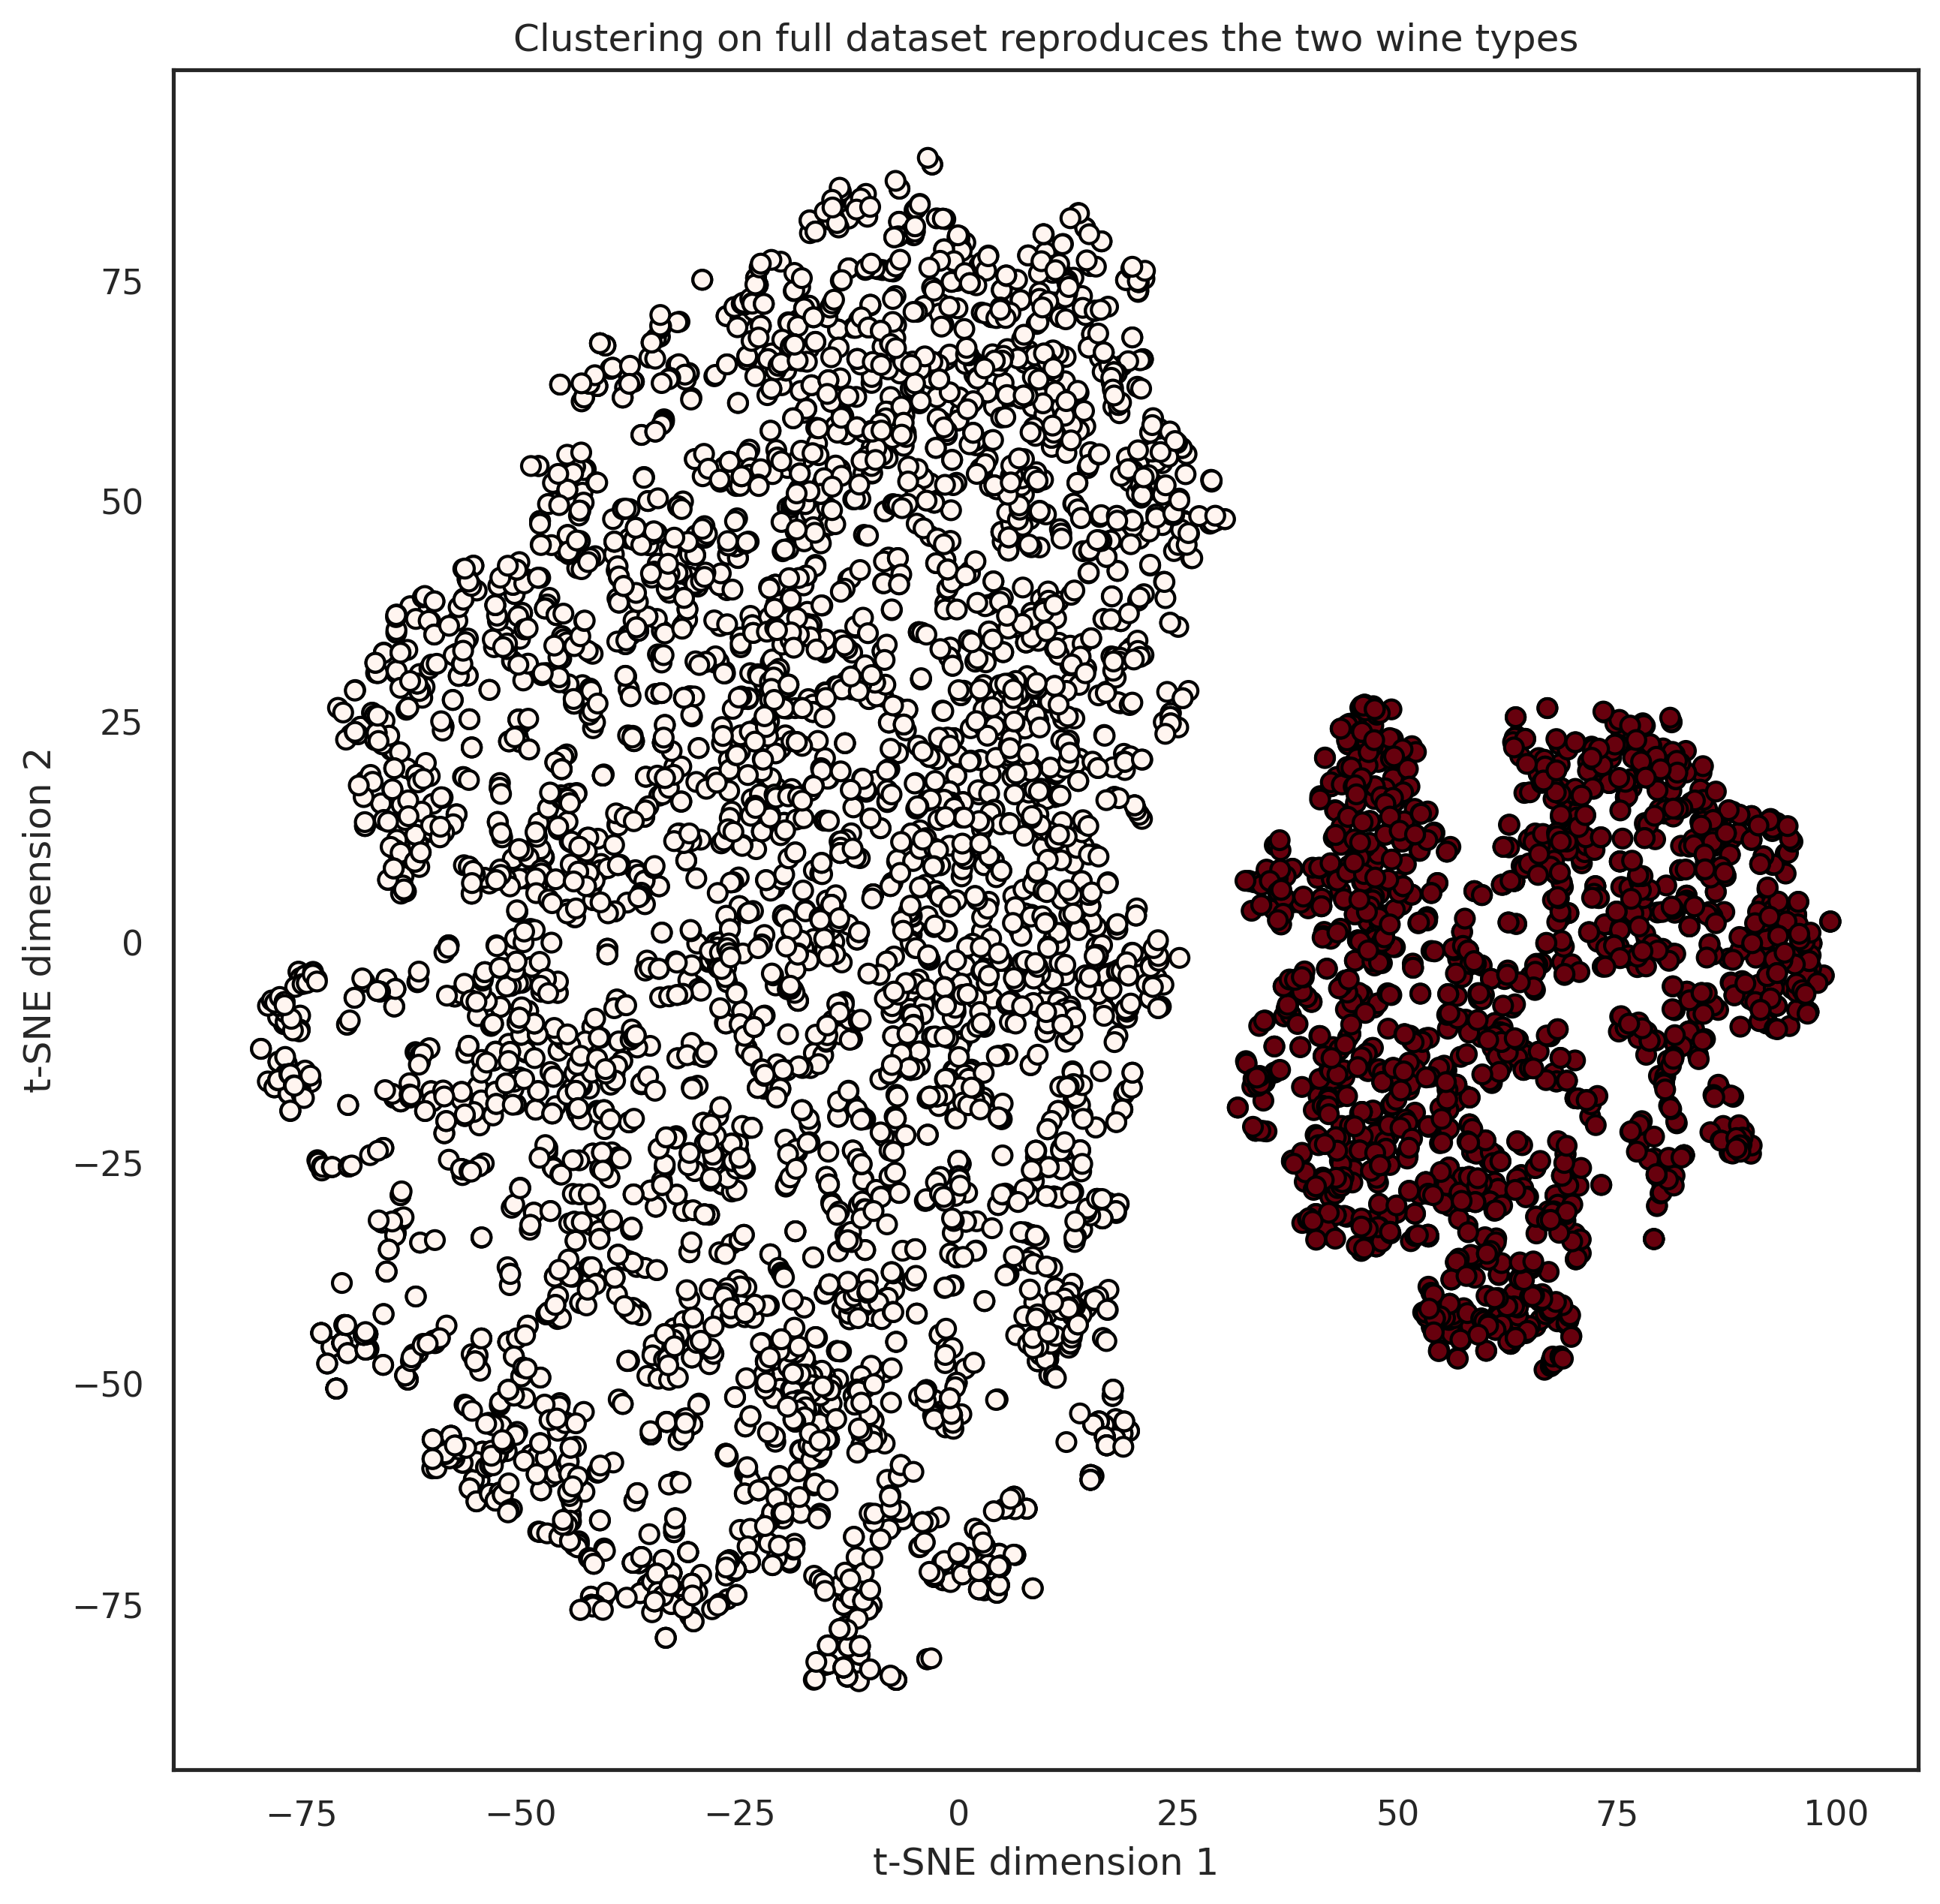 Clustering on full dataset reproduces the two wine types
75
50
25
0
−25
−50
−75
t-SNE dimension 2
−75 −50 −25 0 25 50 75 100
t-SNE dimension 1